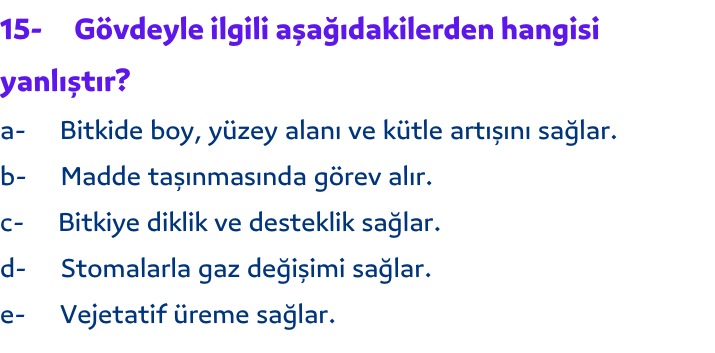 15- Gövdeyle ilgili aşağıdakilerden hangisi
yanlıştır?
a- Bitkide boy, yüzey alanı ve kütle artışını sağlar.
b- Madde taşınmasında görev alır.
c- Bitkiye diklik ve desteklik sağlar.
d- Stomalarla gaz değişimi sağlar.
e- Vejetatif üreme sağlar.